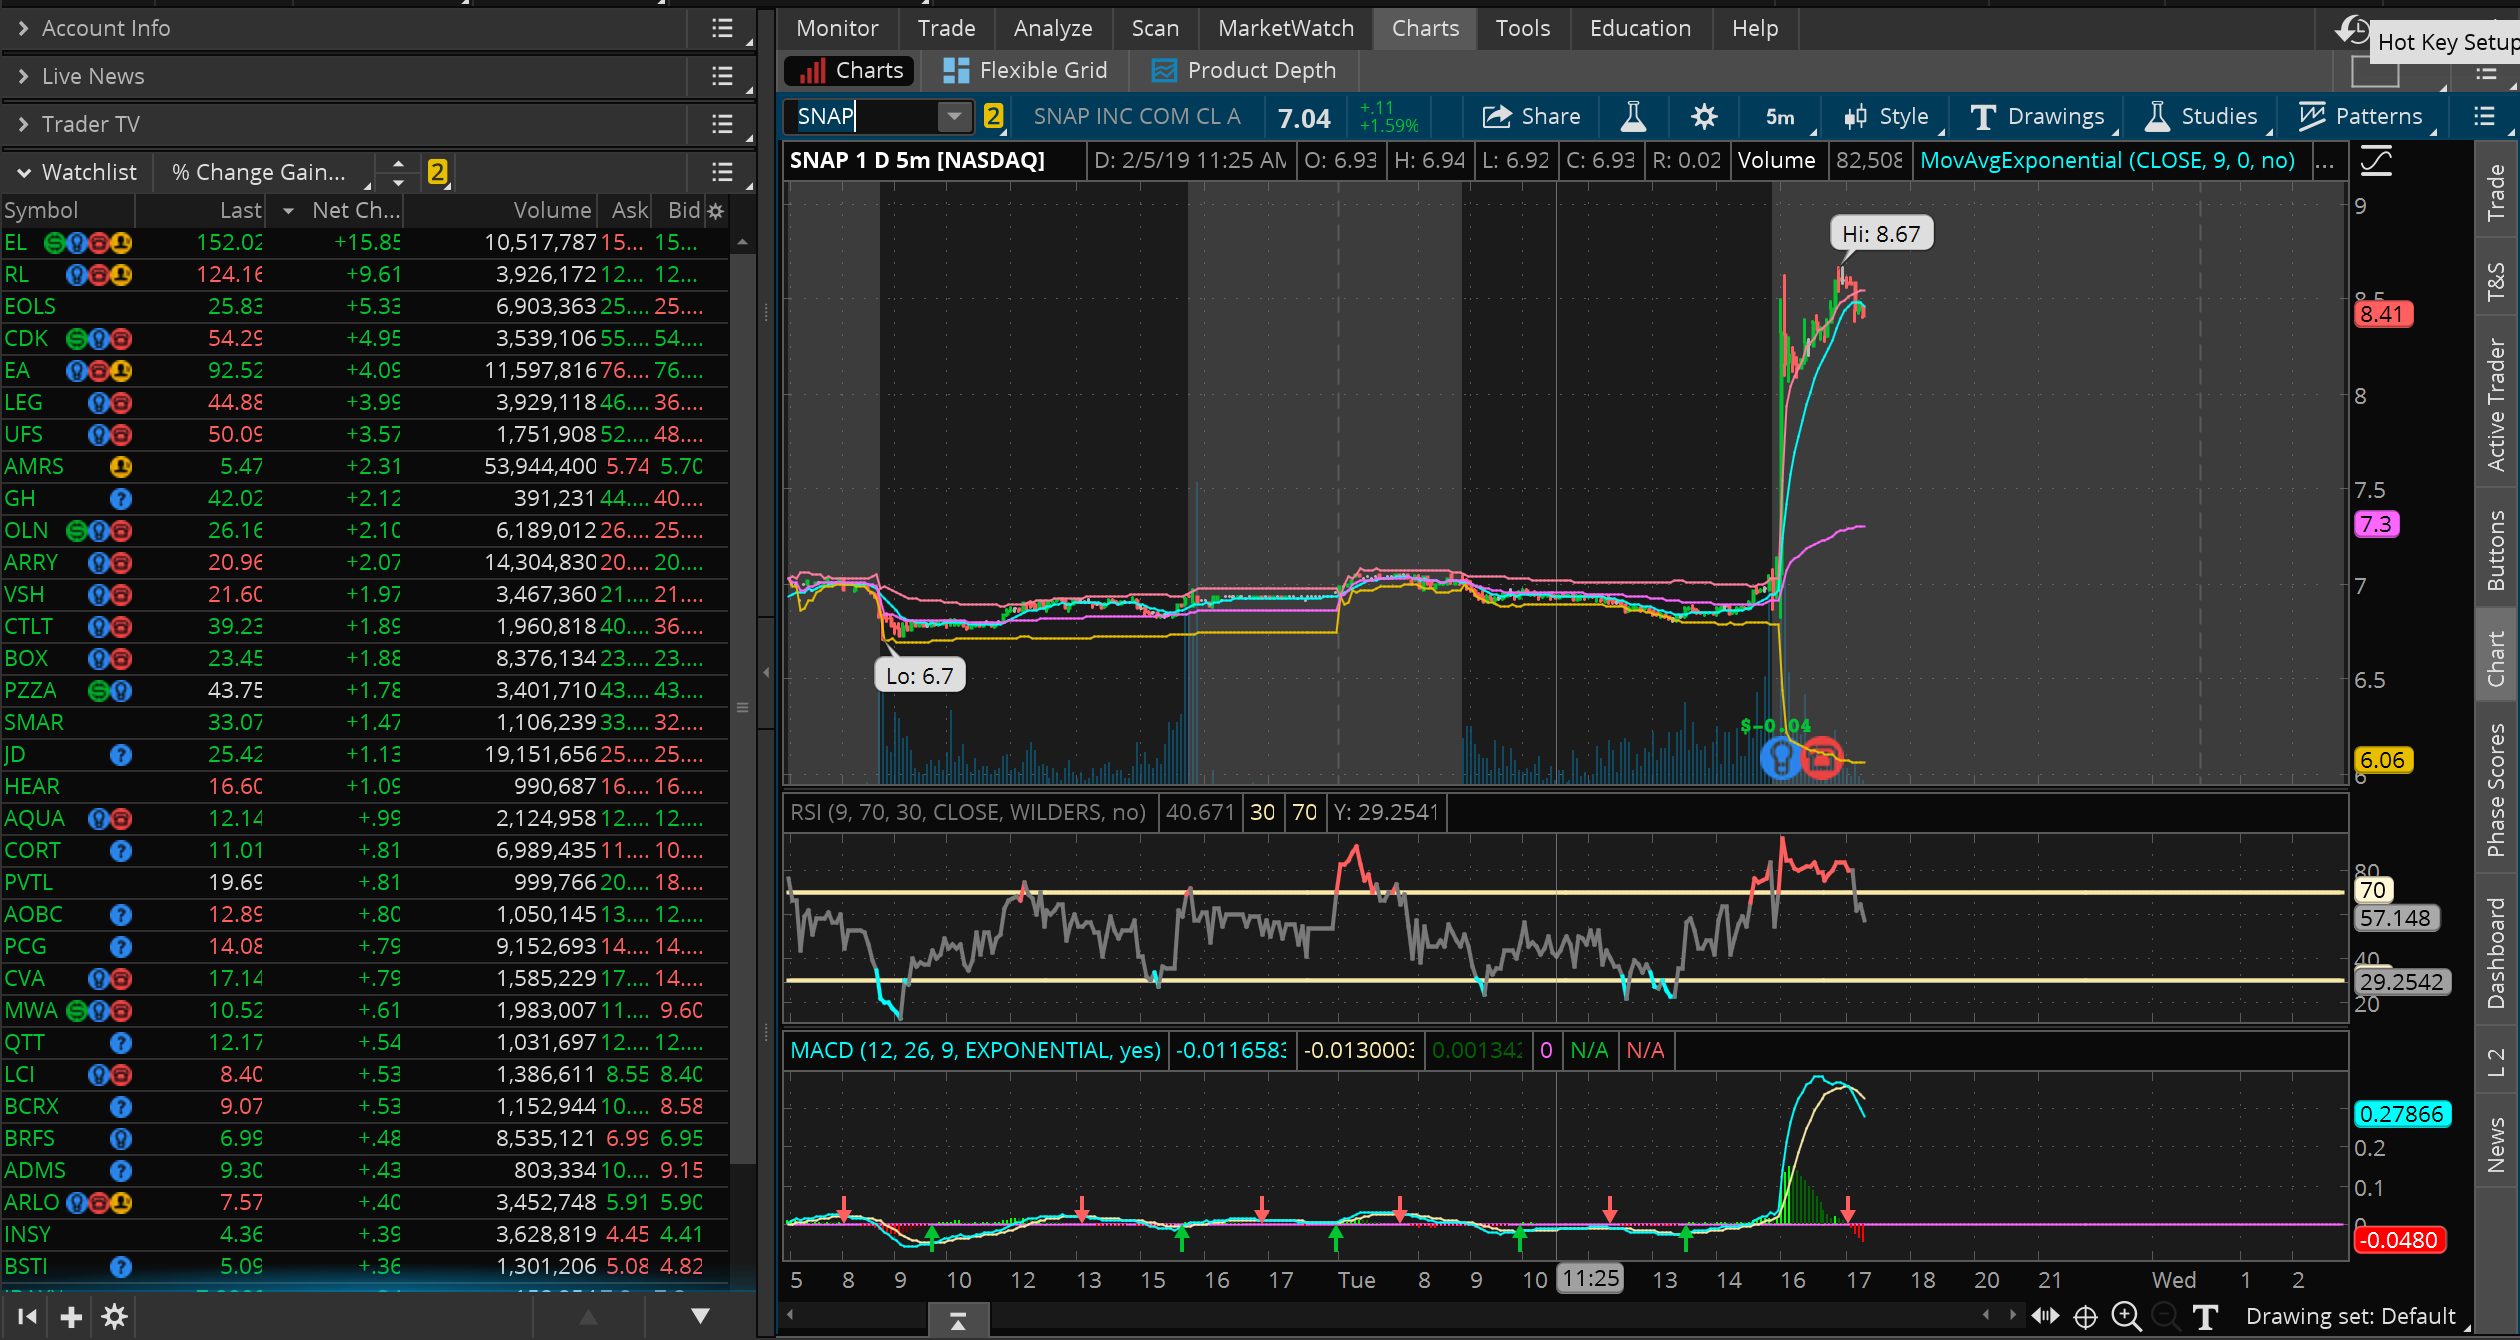 Account Info
Live News
Trader TV
Watchlist % Change Gain... 2
Symbol Last Net Ch... Volume Ask Bid
EL 152.02 +15.85 10,517,787 15... 15...
RL 124.16 +9.61 3,926,172 12... 12...
EOLS 25.83 +5.33 6,903,363 25.... 25....
CDK 54.29 +4.95 3,539,106 55.... 54....
EA 92.52 +4.09 11,597,816 76.... 76....
LEG 44.88 +3.99 3,929,118 46.... 36....
UFS 50.09 +3.57 1,751,908 52.... 48....
AMRS 5.47 +2.31 53,944,400 5.74 5.70
GH 42.02 +2.12 391,231 44.... 40....
OLN 26.16 +2.10 6,189,012 26.... 25....
ARRY 20.96 +2.07 14,304,830 20.... 20....
VSH 21.60 +1.97 3,467,360 21.... 21....
CTLT 39.23 +1.89 1,960,818 40.... 36....
BOX 23.45 +1.88 8,376,134 23.... 23....
PZZA 43.75 +1.78 3,401,710 43.... 43....
SMAR 33.07 +1.47 1,106,239 33.... 32....
JD 25.42 +1.13 19,151,656 25.... 25....
HEAR 16.60 +1.09 990,687 16.... 16....
AQUA 12.14 +.99 2,124,958 12.... 12....
CORT 11.01 +.81 6,989,435 11.... 10....
PVTL 19.69 +.81 999,766 20.... 18....
AOBC 12.89 +.80 1,050,145 13.... 12....
PCG 14.08 +.79 9,152,693 14.... 14....
CVA 17.14 +.79 1,585,229 17.... 14....
MWA 10.52 +.61 1,983,007 11.... 9.60
QTT 12.17 +.54 1,031,697 12.... 12....
LCI 8.40 +.53 1,386,611 8.55 8.40
BCRX 9.07 +.53 1,152,944 10.... 8.58
BRFS 6.99 +.48 8,535,121 6.99 6.95
ADMS 9.30 +.43 803,334 10.... 9.15
ARLO 7.57 +.40 3,452,748 5.91 5.90
INSY 4.36 +.39 3,628,819 4.45 4.41
BSTI 5.09 +.36 1,301,206 5.08 4.82
Monitor Trade Analyze Scan MarketWatch Charts Tools Education Help
Hot Key Setup
Charts Flexible Grid Product Depth
SNAP 2 SNAP INC COM CL A 7.04 +.11 +1.59% Share 5m Style Drawings Studies Patterns
SNAP 1 D 5m [NASDAQ] D: 2/5/19 11:25 AM O: 6.93 H: 6.94 L: 6.92 C: 6.93 R: 0.02 Volume 82,508 MovAvgExponential (CLOSE, 9, 0, no) ...
9
Hi: 8.67
8.41
8
7.5
7.3
7
Lo: 6.7
6.5
$-0.04
6.06
6
RSI (9, 70, 30, CLOSE, WILDERS, no) 40.671 30 70 Y: 29.2541
80
70
57.148
40
29.2542
20
MACD (12, 26, 9, EXPONENTIAL, yes) -0.011658 -0.013000 0.001342 0 N/A N/A
0.27866
0.2
0.1
0
-0.0480
5 8 9 10 12 13 15 16 17 Tue 8 9 10 11:25 13 14 16 17 18 20 21 Wed 1 2
Drawing set: Default
Trade
T&S
Active Trader
Buttons
Chart
Phase Scores
Dashboard
L 2
News